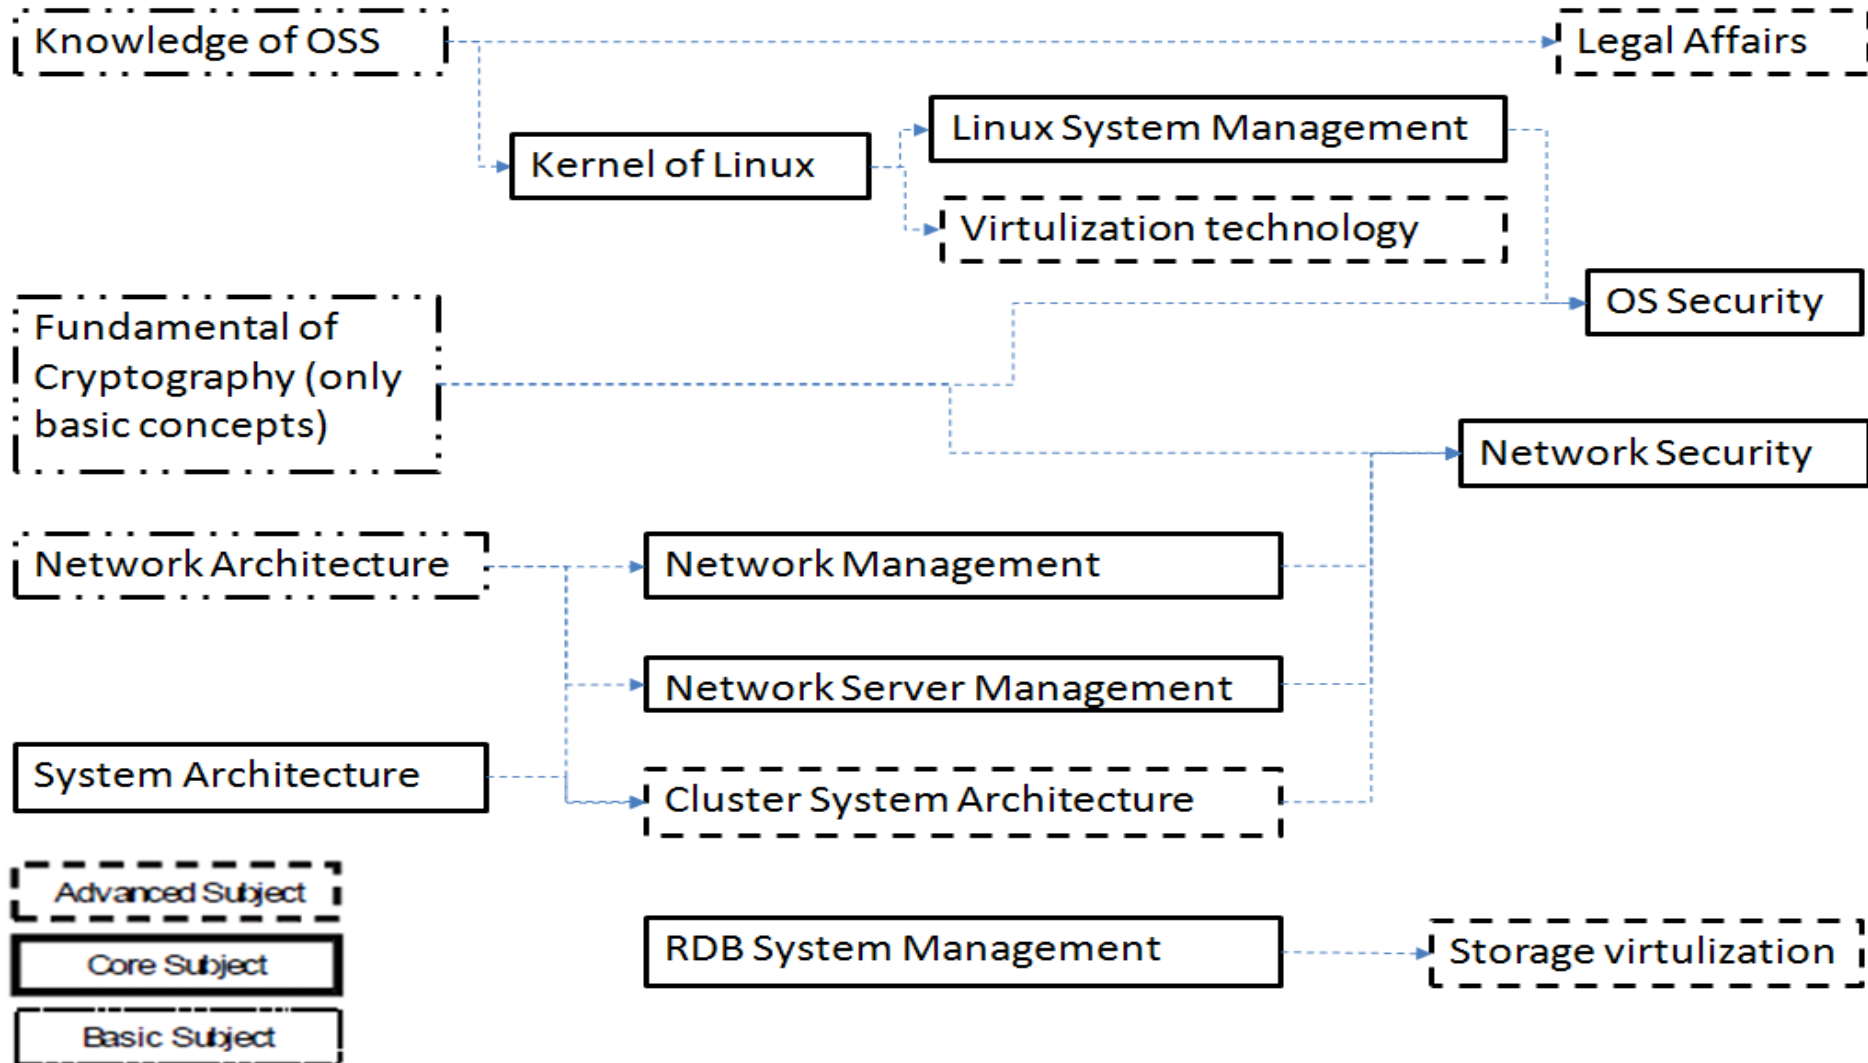 Knowledge of OSS
Legal Affairs
Linux System Management
Kernel of Linux
Virtulization technology
OS Security
Fundamental of
Cryptography (only
basic concepts)
Network Security
Network Architecture
Network Management
Network Server Management
System Architecture
Cluster System Architecture
Advanced Subject
RDB System Management
Storage virtulization
Core Subject
Basic Subject